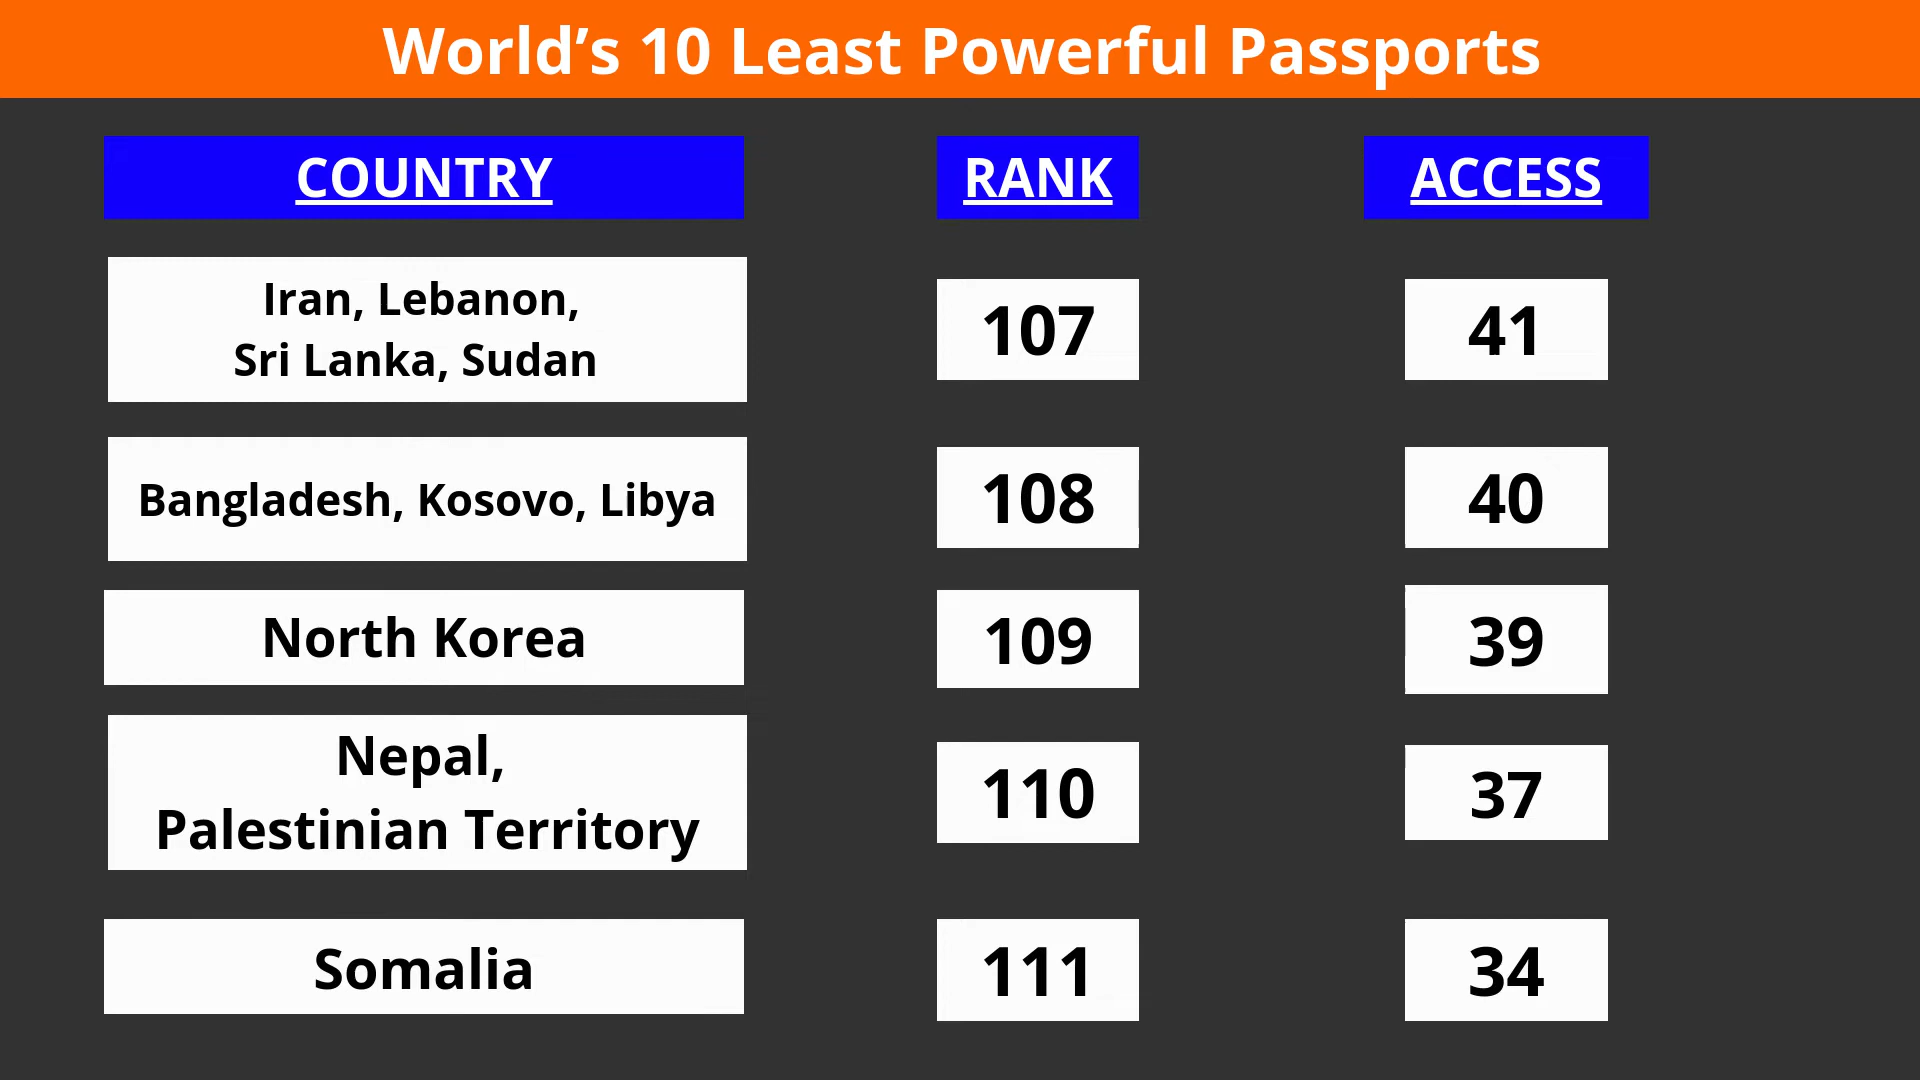 World’s 10 Least Powerful Passports
COUNTRY RANK ACCESS
Iran, Lebanon,
Sri Lanka, Sudan
107 41
Bangladesh, Kosovo, Libya 108 40
North Korea 109 39
Nepal,
Palestinian Territory
110 37
Somalia 111 34